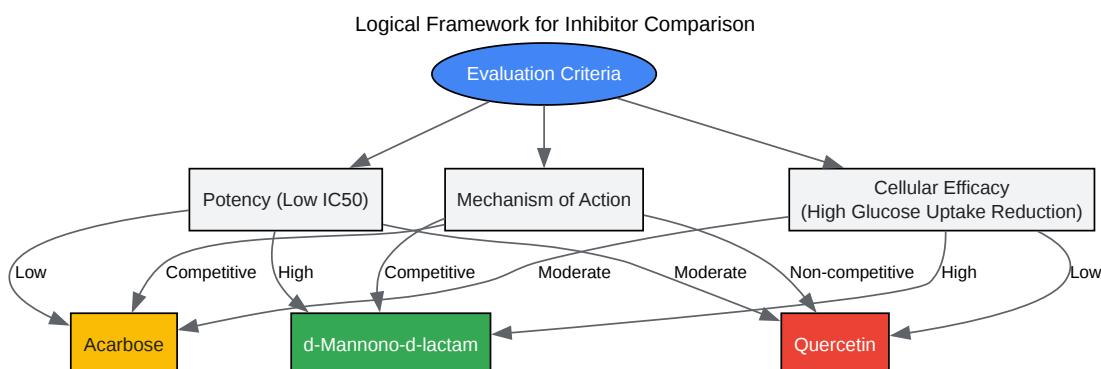 Logical Framework for Inhibitor Comparison
Evaluation Criteria
Potency (Low IC50)
Mechanism of Action
Cellular Efficacy
(High Glucose Uptake Reduction)
Low
Competitive
High
Competitive
Moderate
Moderate
Non-competitive
High
Low
Acarbose
d-Mannono-d-lactam
Quercetin